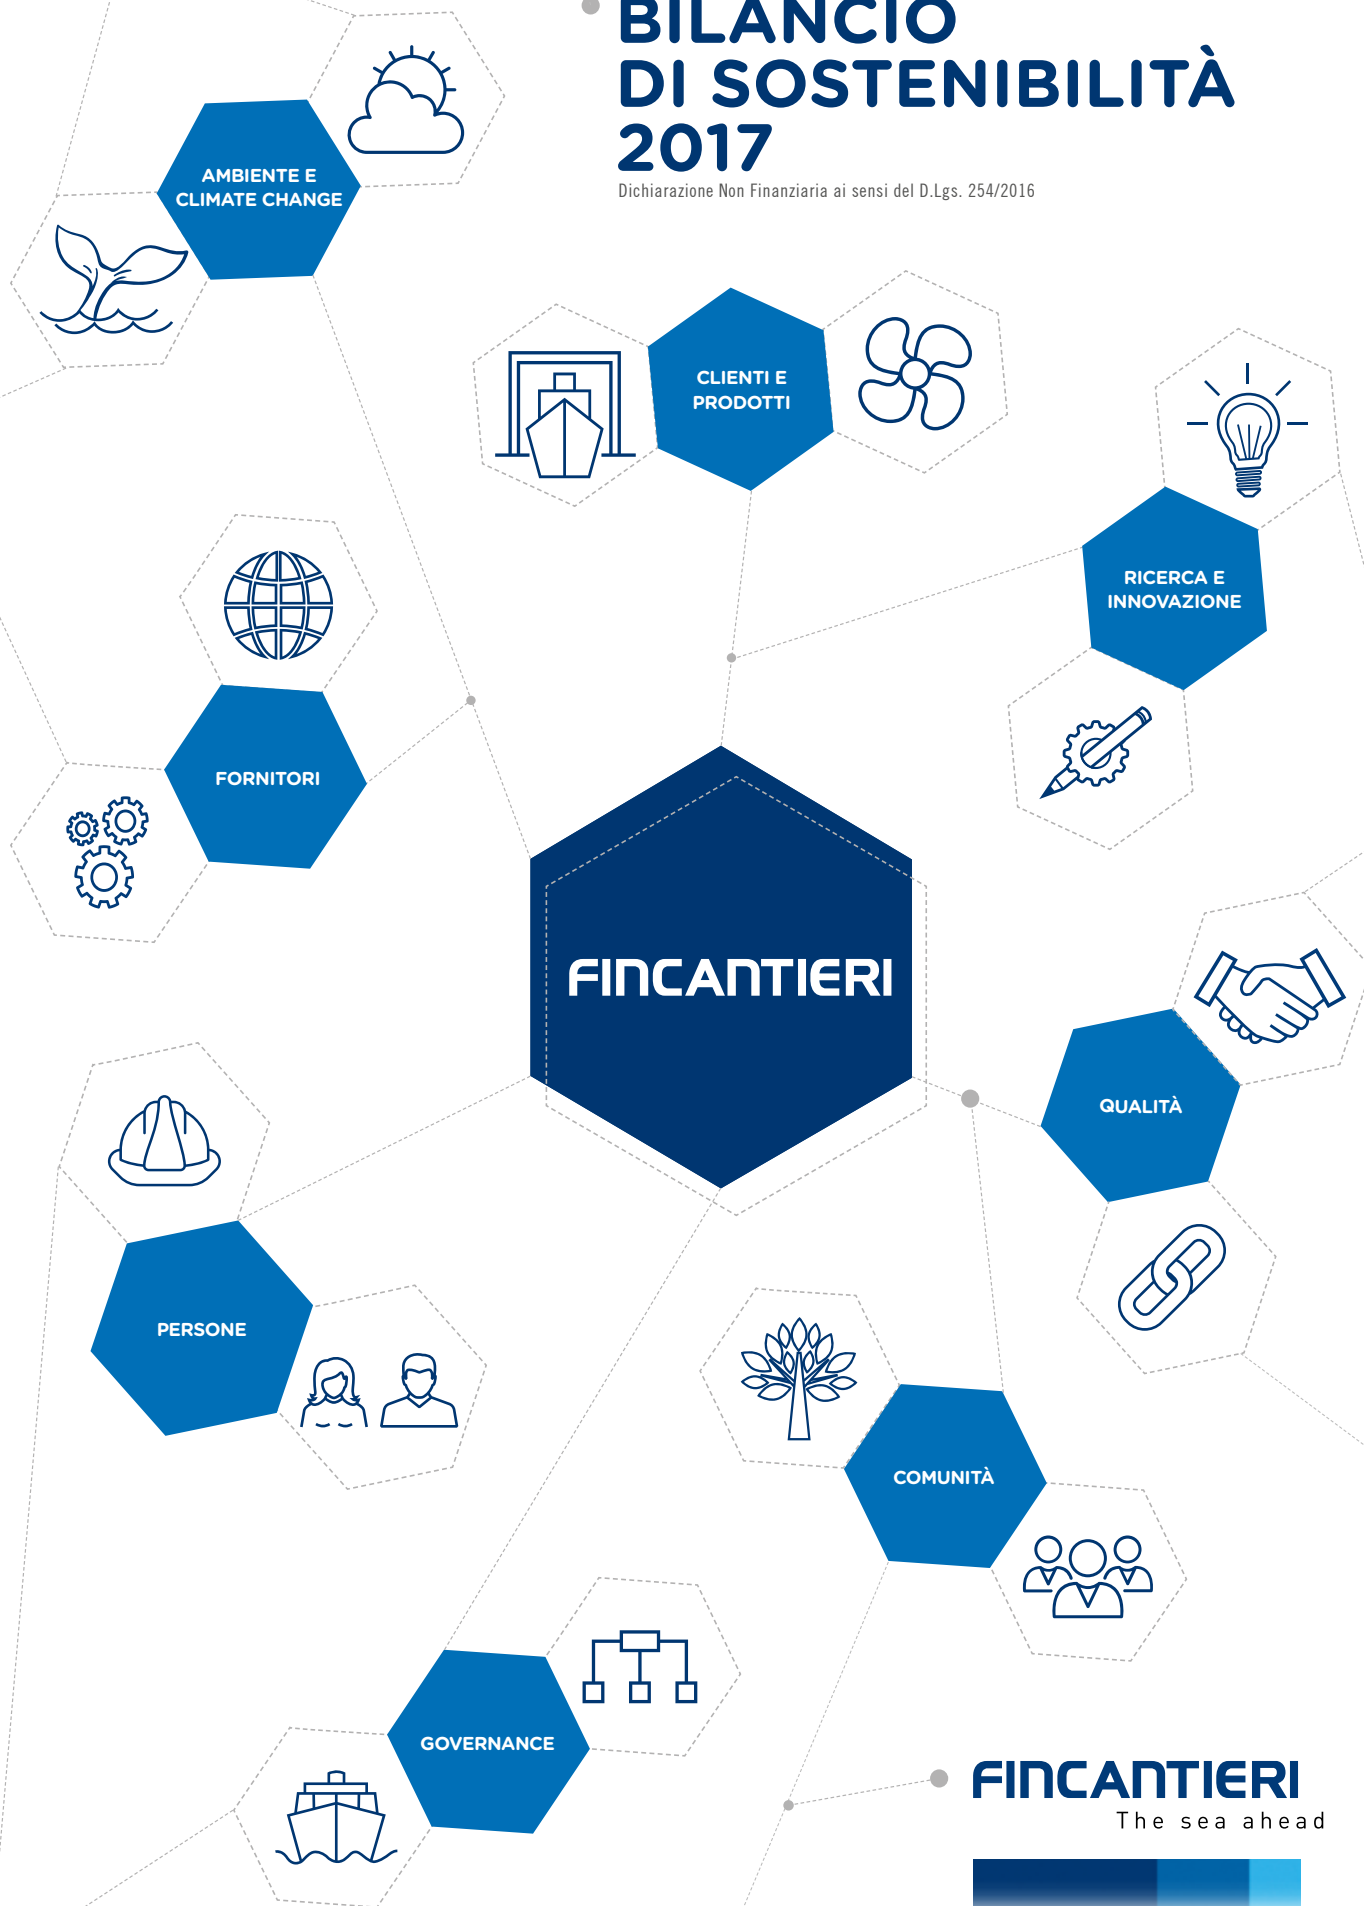 BILANCIO
DI SOSTENIBILITÀ
2017
Dichiarazione Non Finanziaria ai sensi del D.Lgs. 254/2016
AMBIENTE E
CLIMATE CHANGE
CLIENTI E
PRODOTTI
RICERCA E
INNOVAZIONE
FORNITORI
FINCANTIERI
QUALITÀ
PERSONE
COMUNITÀ
GOVERNANCE
FINCANTIERI
The sea ahead